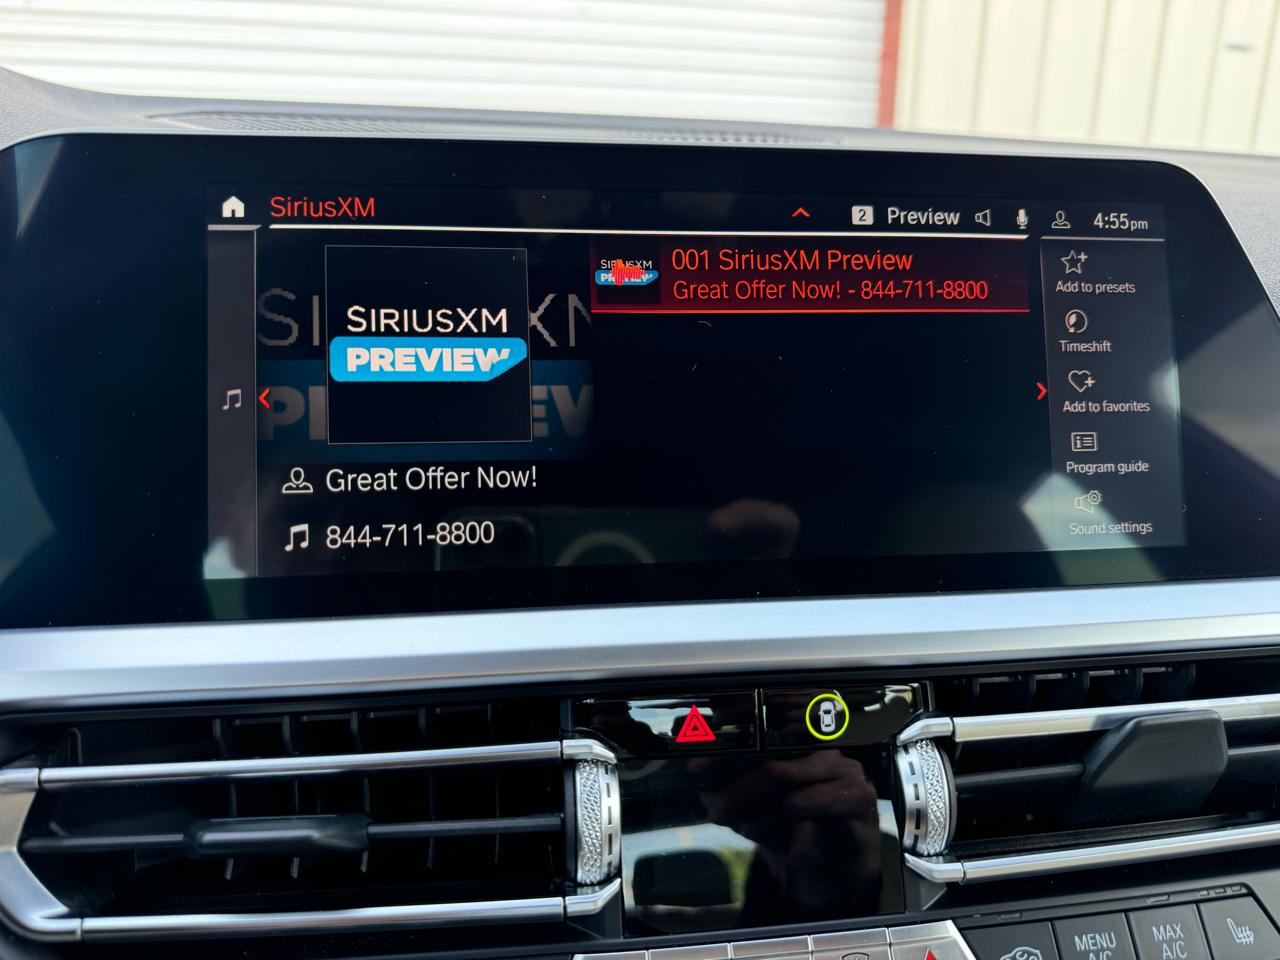 SiriusXM
2 Preview 4:55pm
SIRIUSXM
PREVIEW
Great Offer Now!
844-711-8800
001 SiriusXM Preview
Great Offer Now! - 844-711-8800
Add to presets
Timeshift
Add to favorites
Program guide
Sound settings
MENU
A/C
MAX
A/C